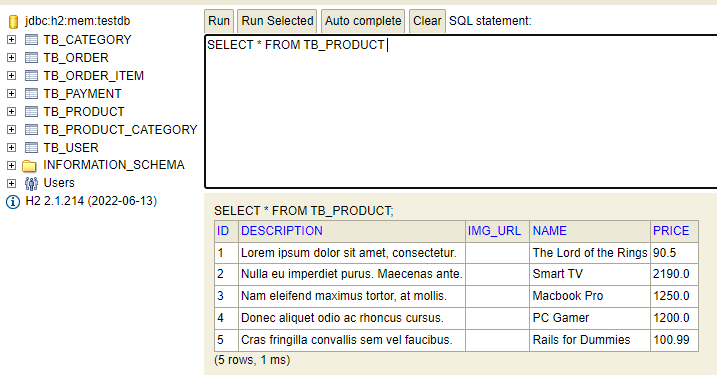 jdbc:h2:mem:testdb
TB_CATEGORY
TB_ORDER
TB_ORDER_ITEM
TB_PAYMENT
TB_PRODUCT
TB_PRODUCT_CATEGORY
TB_USER
INFORMATION_SCHEMA
Users
H2 2.1.214 (2022-06-13)
Run Run Selected Auto complete Clear SQL statement:
SELECT * FROM TB_PRODUCT
SELECT * FROM TB_PRODUCT;
ID DESCRIPTION IMG_URL NAME PRICE
1 Lorem ipsum dolor sit amet, consectetur. The Lord of the Rings 90.5
2 Nulla eu imperdiet purus. Maecenas ante. Smart TV 2190.0
3 Nam eleifend maximus tortor, at mollis. Macbook Pro 1250.0
4 Donec aliquet odio ac rhoncus cursus. PC Gamer 1200.0
5 Cras fringilla convallis sem vel faucibus. Rails for Dummies 100.99
(5 rows, 1 ms)